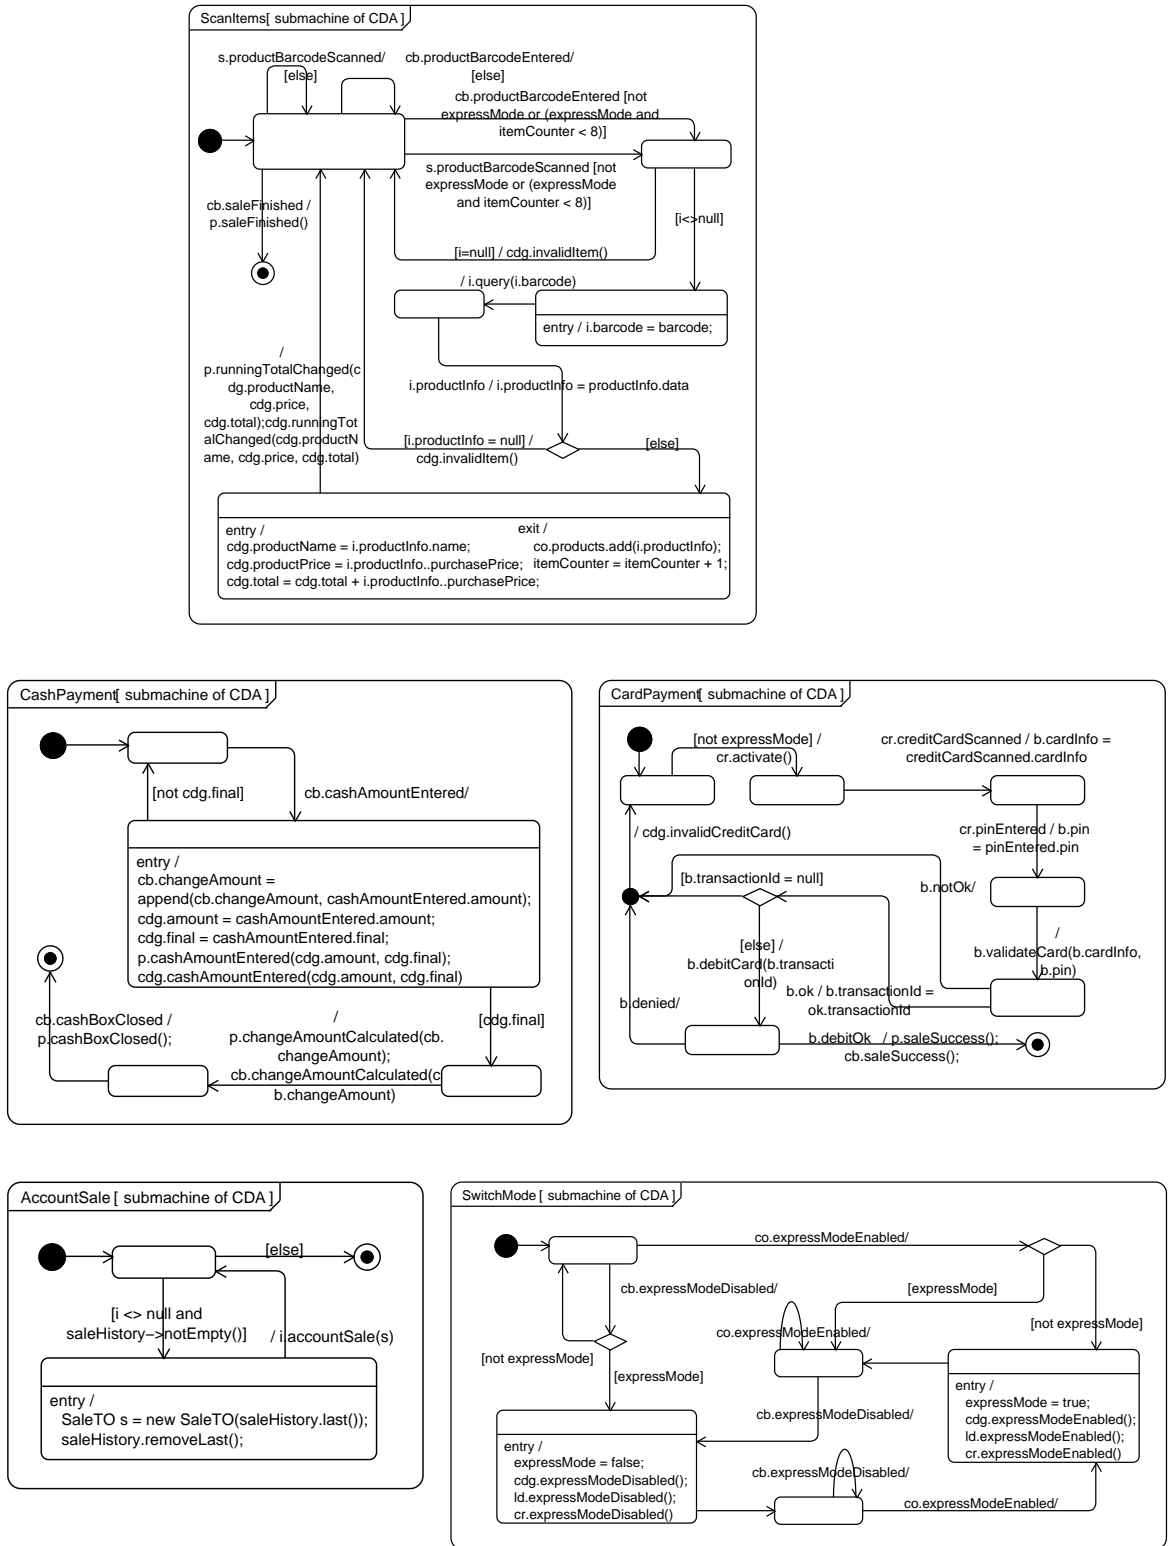 ScanItems[ submachine of CDA ]
s.productBarcodeScanned/
[else]
cb.productBarcodeEntered/
[else]
cb.productBarcodeEntered [not
expressMode or (expressMode and
itemCounter < 8)]
s.productBarcodeScanned [not
expressMode or (expressMode
and itemCounter < 8)]
cb.saleFinished /
p.saleFinished()
[i<>null]
[i=null] / cdg.invalidItem()
/ i.query(i.barcode)
entry / i.barcode = barcode;
/
p.runningTotalChanged(c
dg.productName,
cdg.price,
cdg.total);cdg.runningTot
alChanged(cdg.productN
ame, cdg.price, cdg.total)
i.productInfo / i.productInfo = productInfo.data
[i.productInfo = null] /
cdg.invalidItem()
[else]
entry /
cdg.productName = i.productInfo.name;
cdg.productPrice = i.productInfo..purchasePrice;
cdg.total = cdg.total + i.productInfo..purchasePrice;
exit /
co.products.add(i.productInfo);
itemCounter = itemCounter + 1;
CashPayment[ submachine of CDA ]
[not cdg.final]
cb.cashAmountEntered/
entry /
cb.changeAmount =
append(cb.changeAmount, cashAmountEntered.amount);
cdg.amount = cashAmountEntered.amount;
cdg.final = cashAmountEntered.final;
p.cashAmountEntered(cdg.amount, cdg.final);
cdg.cashAmountEntered(cdg.amount, cdg.final)
cb.cashBoxClosed /
p.cashBoxClosed();
/
p.changeAmountCalculated(cb.
changeAmount);
cb.changeAmountCalculated(c
b.changeAmount)
[cdg.final]
CardPayment[ submachine of CDA ]
[not expressMode] /
cr.activate()
cr.creditCardScanned / b.cardInfo =
creditCardScanned.cardInfo
/ cdg.invalidCreditCard()
cr.pinEntered / b.pin
= pinEntered.pin
[b.transactionId = null]
b.notOk/
[else] /
b.debitCard(b.transacti
onId)
/
b.validateCard(b.cardInfo,
b.pin)
b.denied/
b.ok / b.transactionId =
ok.transactionId
b.debitOk / p.saleSuccess();
cb.saleSuccess();
AccountSale [ submachine of CDA ]
[else]
[i <> null and
saleHistory->notEmpty()]
/ i.accountSale(s)
entry /
SaleTO s = new SaleTO(saleHistory.last());
saleHistory.removeLast();
SwitchMode [ submachine of CDA ]
co.expressModeEnabled/
cb.expressModeDisabled/
[expressMode]
co.expressModeEnabled/
[not expressMode]
[not expressMode]
[expressMode]
cb.expressModeDisabled/
entry /
expressMode = true;
cdg.expressModeEnabled();
ld.expressModeEnabled();
cr.expressModeEnabled()
entry /
expressMode = false;
cdg.expressModeDisabled();
ld.expressModeDisabled();
cr.expressModeDisabled()
cb.expressModeDisabled/
co.expressModeEnabled/